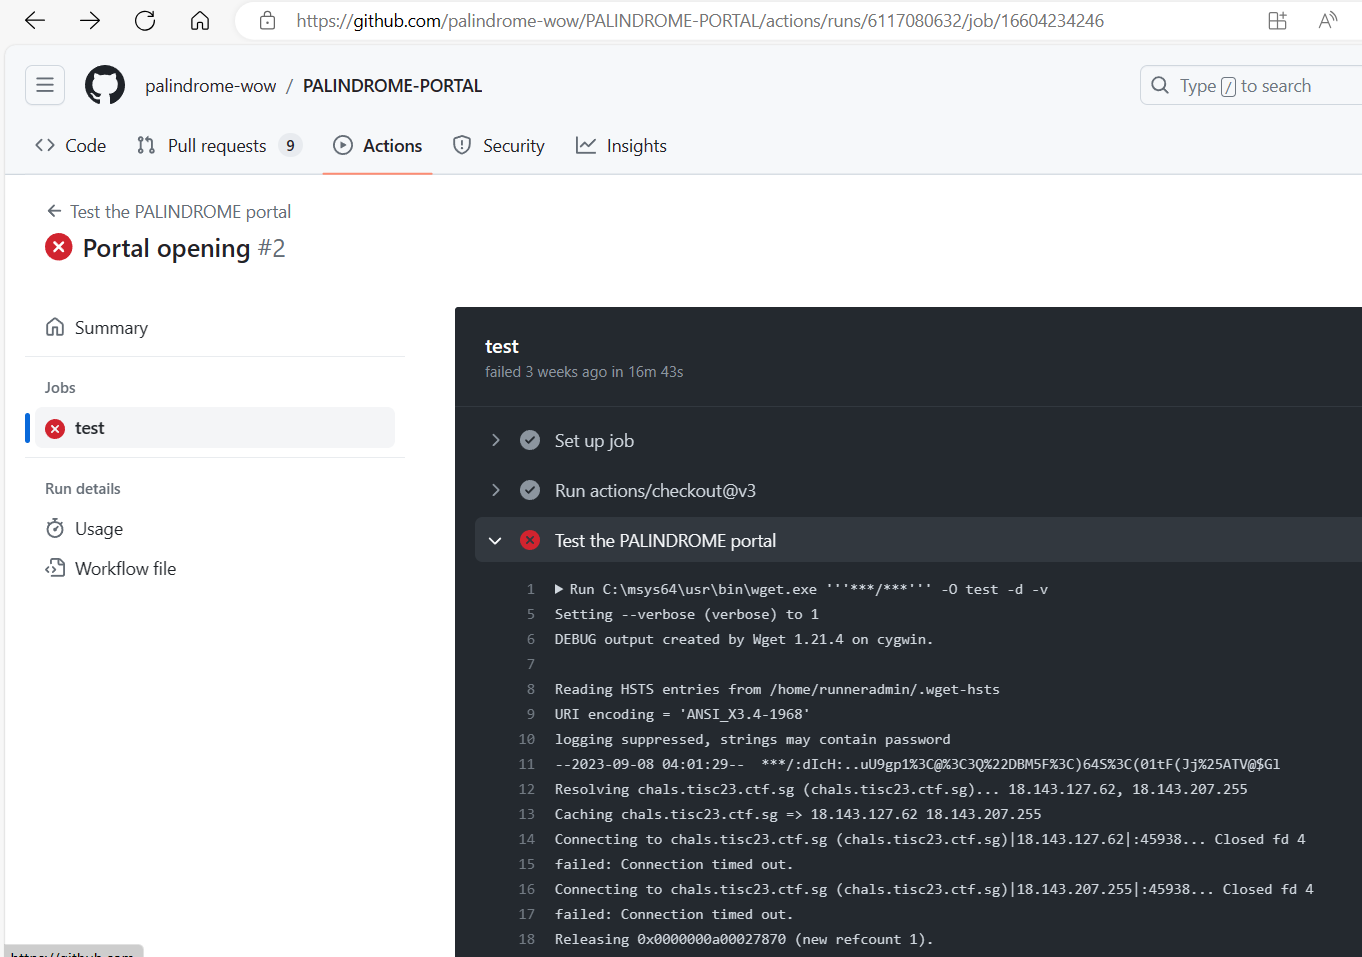 https://github.com/palindrome-wow/PALINDROME-PORTAL/actions/runs/6117080632/job/16604234246
palindrome-wow / PALINDROME-PORTAL
Type / to search
Code
Pull requests 9
Actions
Security
Insights
Test the PALINDROME portal
Portal opening #2
Summary
Jobs
test
Run details
Usage
Workflow file
test
failed 3 weeks ago in 16m 43s
Set up job
Run actions/checkout@v3
Test the PALINDROME portal
1 Run C:\msys64\usr\bin\wget.exe '''***/***''' -O test -d -v
5 Setting --verbose (verbose) to 1
6 DEBUG output created by Wget 1.21.4 on cygwin.
7
8 Reading HSTS entries from /home/runneradmin/.wget-hsts
9 URI encoding = 'ANSI_X3.4-1968'
10 logging suppressed, strings may contain password
11 --2023-09-08 04:01:29--  ***/:dIcH:..uU9gp1%3C@%3C3Q%22DBM5F%3C)64S%3C(01tF(Jj%25ATV@$Gl
12 Resolving chals.tisc23.ctf.sg (chals.tisc23.ctf.sg)... 18.143.127.62, 18.143.207.255
13 Caching chals.tisc23.ctf.sg => 18.143.127.62 18.143.207.255
14 Connecting to chals.tisc23.ctf.sg (chals.tisc23.ctf.sg)|18.143.127.62|:45938... Closed fd 4
15 failed: Connection timed out.
16 Connecting to chals.tisc23.ctf.sg (chals.tisc23.ctf.sg)|18.143.207.255|:45938... Closed fd 4
17 failed: Connection timed out.
18 Releasing 0x0000000a00027870 (new refcount 1).
https://github.com